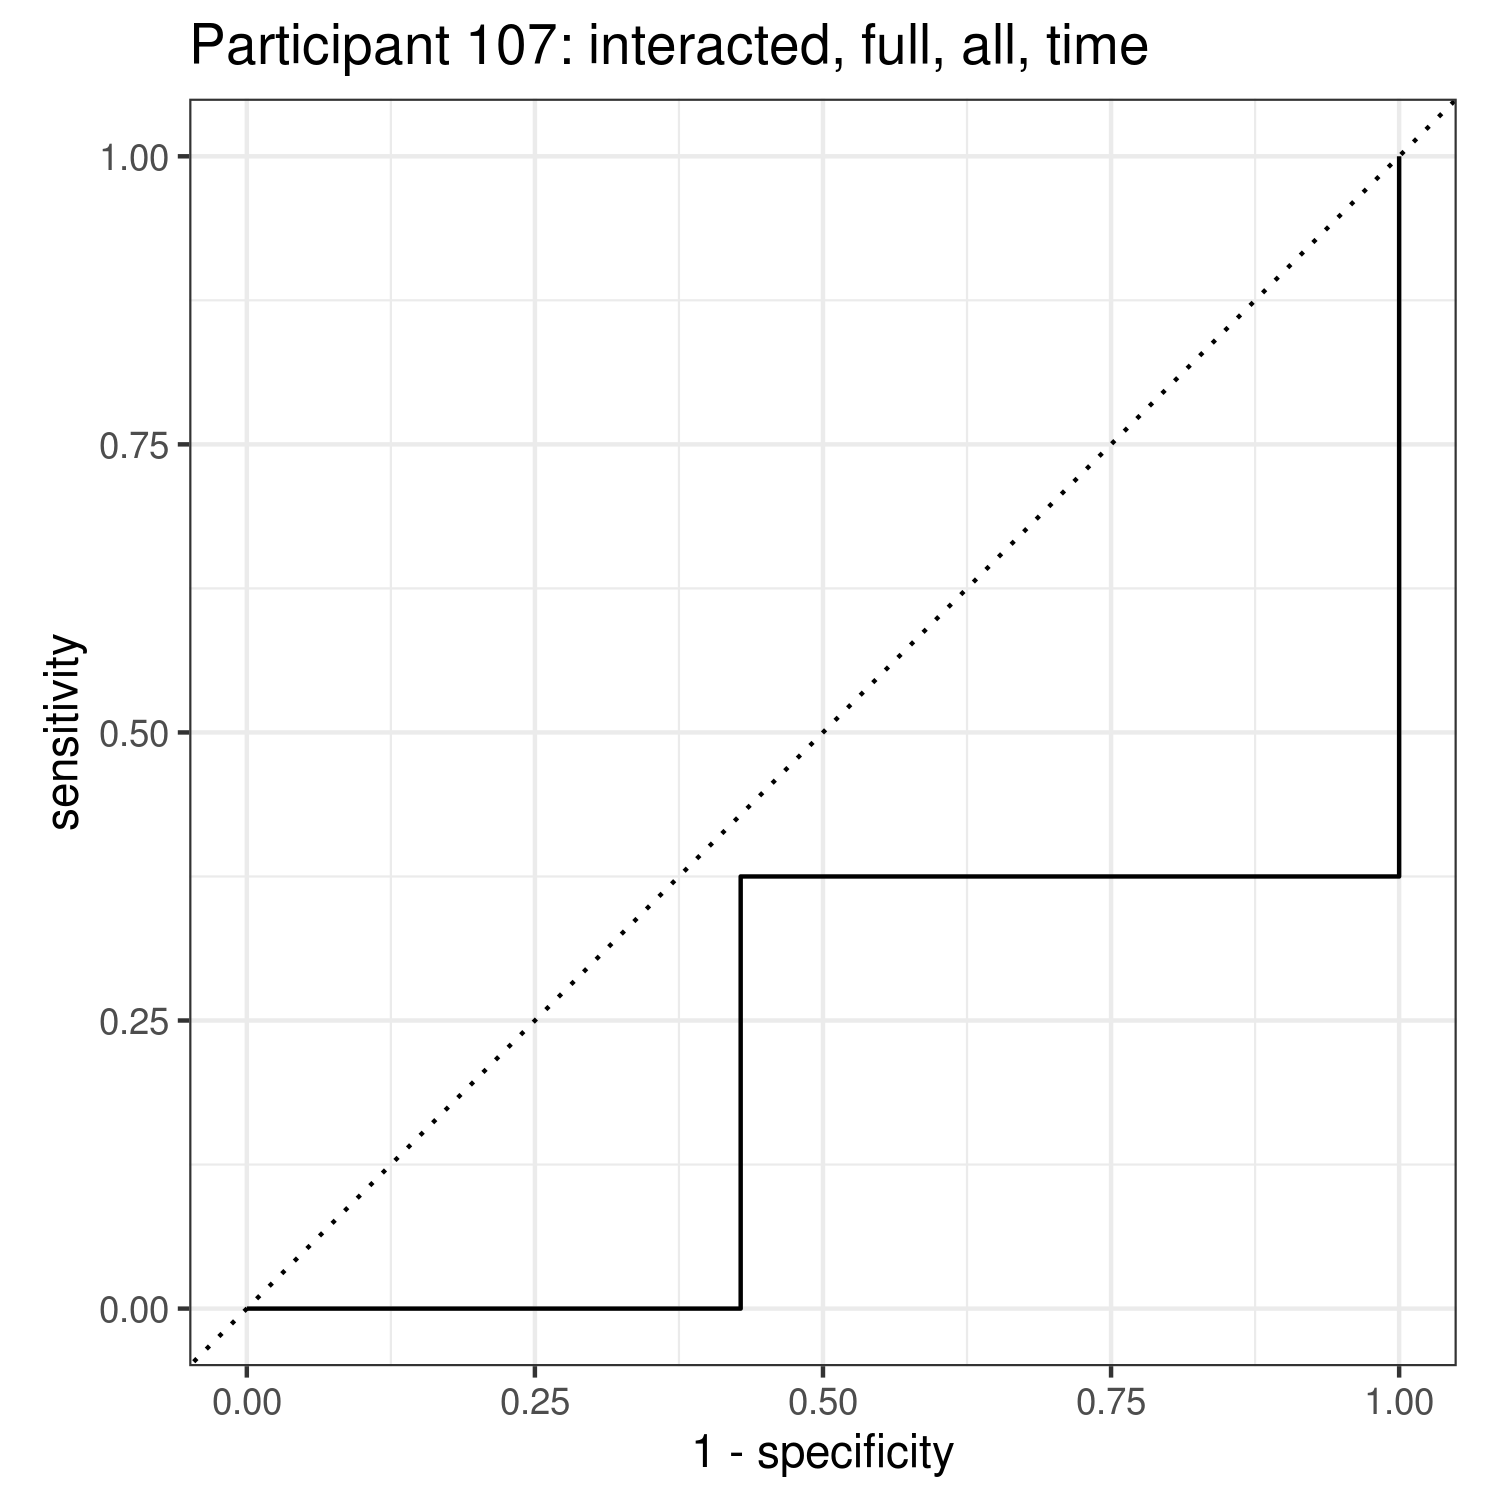 Participant 107: interacted, full, all, time
1.00
0.75
0.50
0.25
0.00
sensitivity
0.00 0.25 0.50 0.75 1.00
1 - specificity